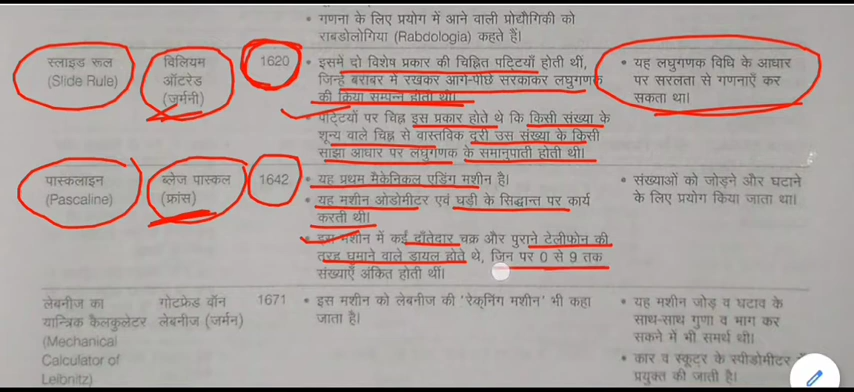 • गणना के लिए प्रयोग में आने वाली प्रौद्योगिकी को
राबडोलोगिया (Rabdologia) कहते हैं।
स्लाइड रूल
(Slide Rule)
विलियम
ऑटरेड
(जर्मनी)
1620
• इसमें दो विशेष प्रकार की चिह्नित पट्टियाँ होती थीं,
जिन्हें बराबर में रखकर आगे-पीछे सरकाकर लघुगणक
की क्रिया सम्पन्न होती थी।
• पट्टियों पर चिह्न इस प्रकार होते थे कि किसी संख्या के
शून्य वाले चिह्न से वास्तविक दूरी उस संख्या के किसी
साझा आधार पर लघुगणक के समानुपाती होती थी।
• यह लघुगणक विधि के आधार
पर सरलता से गणनाएँ कर
सकता था।
पास्कलाइन
(Pascaline)
ब्लेज पास्कल
(फ्रांस)
1642
• यह प्रथम मैकेनिकल एडिंग मशीन है।
• यह मशीन ओडोमीटर एवं घड़ी के सिद्धान्त पर कार्य
करती थी।
• इस मशीन में कई दाँतेदार चक्र और पुराने टेलीफोन की
तरह घुमाने वाले डायल होते थे, जिन पर 0 से 9 तक
संख्याएँ अंकित होती थीं।
• संख्याओं को जोड़ने और घटाने
के लिए प्रयोग किया जाता था।
लेबनीज का
यान्त्रिक कैलकुलेटर
(Mechanical
Calculator of
Leibnitz)
गोटफ्रेड वॉन
लेबनीज (जर्मन)
1671
• इस मशीन को लेबनीज की 'रेक्निंग मशीन' भी कहा
जाता है।
• यह मशीन जोड़ व घटाव के
साथ-साथ गुणा व भाग कर
सकने में भी समर्थ थी।
• कार व स्कूटर के स्पीडोमीटर में
प्रयुक्त की जाती है।